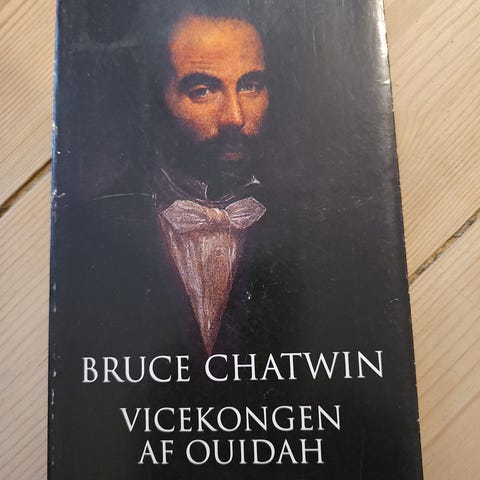 BRUCE CHATWIN
VICEKONGEN
AF OUIDAH